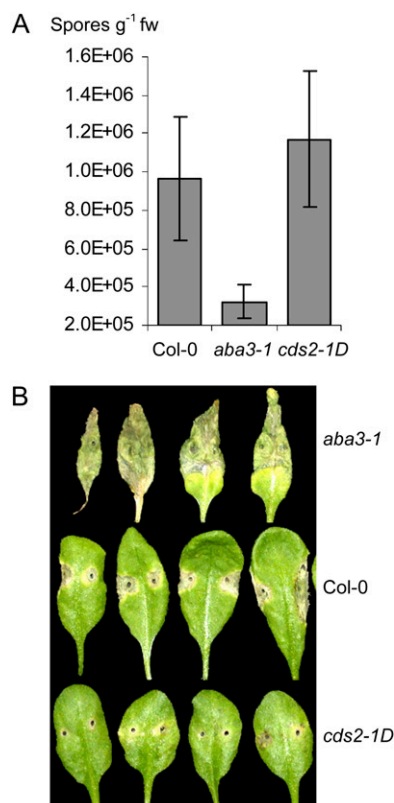 A
Spores g⁻¹ fw
1.6E+06
1.4E+06
1.2E+06
1.0E+06
8.0E+05
6.0E+05
4.0E+05
2.0E+05
Col-0 aba3-1 cds2-1D
B
aba3-1
Col-0
cds2-1D